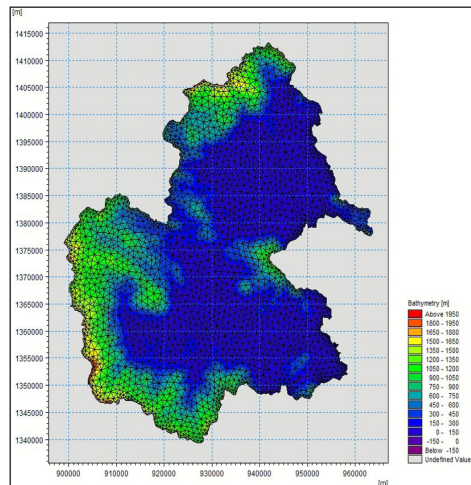 [m]
1415000
1410000
1405000
1400000
1395000
1390000
1385000
1380000
1375000
1370000
1365000
1360000
1355000
1350000
1345000
1340000
900000 910000 920000 930000 940000 950000 960000
[m]
Bathymetry [m]
Above 1950
1800 - 1950
1650 - 1800
1500 - 1650
1350 - 1500
1200 - 1350
1050 - 1200
900 - 1050
750 - 900
600 - 750
450 - 600
300 - 450
150 - 300
0 - 150
-150 - 0
Below -150
Undefined Value